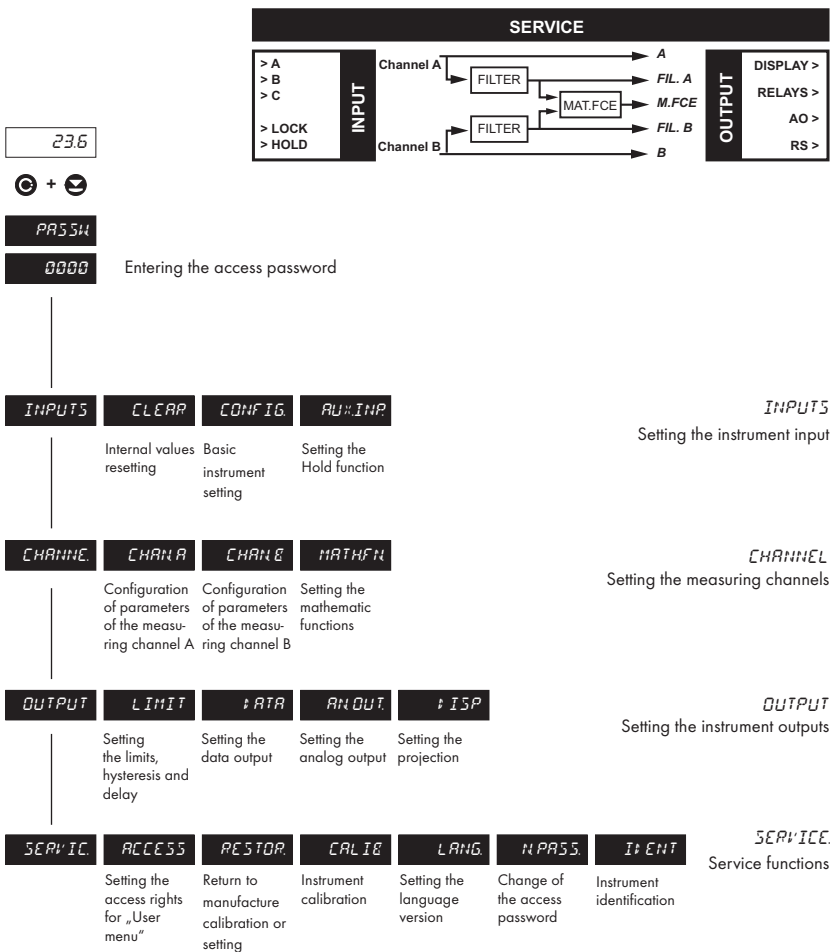 SERVICE
> A
> B
> C
> LOCK
> HOLD
INPUT
Channel A
FILTER
MAT.FCE
FILTER
Channel B
A
FIL. A
M.FCE
FIL. B
B
OUTPUT
DISPLAY >
RELAYS >
AO >
RS >
23.6
+
PASSW.
0000
Entering the access password
INPUTS
CLEAR
CONFIG.
AUX.INP.
INPUTS
Setting the instrument input
Internal values
resetting
Basic
instrument
setting
Setting the
Hold function
CHANNE.
CHAN.A
CHAN.B
MATH.FN.
CHANNEL
Setting the measuring channels
Configuration
of parameters
of the measu-
ring channel A
Configuration
of parameters
of the measu-
ring channel B
Setting the
mathematic
functions
OUTPUT
LIMIT
DATA
AN.OUT.
DISP
OUTPUT
Setting the instrument outputs
Setting
the limits,
hysteresis and
delay
Setting the
data output
Setting the
analog output
Setting the
projection
SERVIC.
ACCESS
RESTOR.
CALIB
LANG.
N.PASS.
IDENT
SERVICE.
Service functions
Setting the
access rights
for „User
menu“
Return to
manufacture
calibration or
setting
Instrument
calibration
Setting the
language
version
Change of
the access
password
Instrument
identification